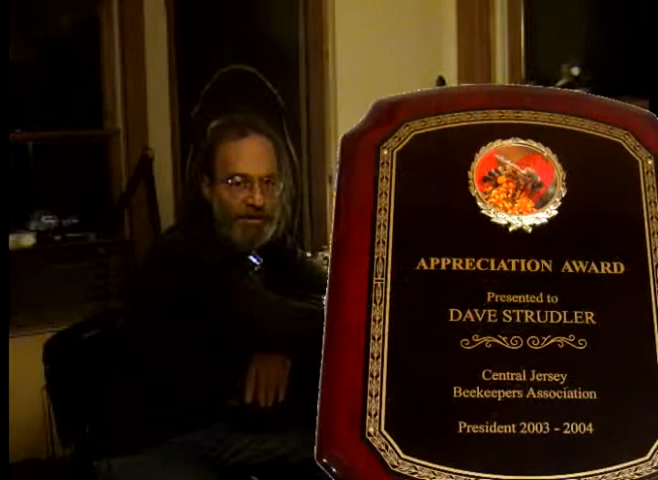 APPRECIATION AWARD
Presented to
DAVE STRUDLER
Central Jersey
Beekeepers Association
President 2003 - 2004